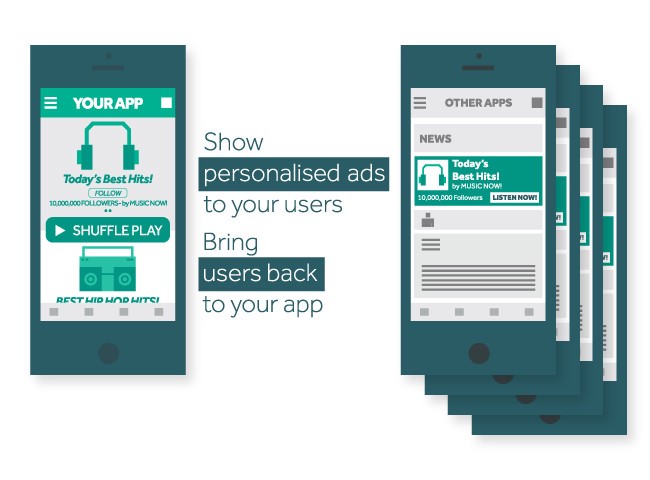 YOUR APP
Today's Best Hits!
FOLLOW
10,000,000 FOLLOWERS - by MUSIC NOW!
SHUFFLE PLAY
BEST HIP HOP HITS!
Show
personalised ads
to your users
Bring
users back
to your app
OTHER APPS
NEWS
Today's
Best Hits!
by MUSIC NOW!
10,000,000 Followers
LISTEN NOW!